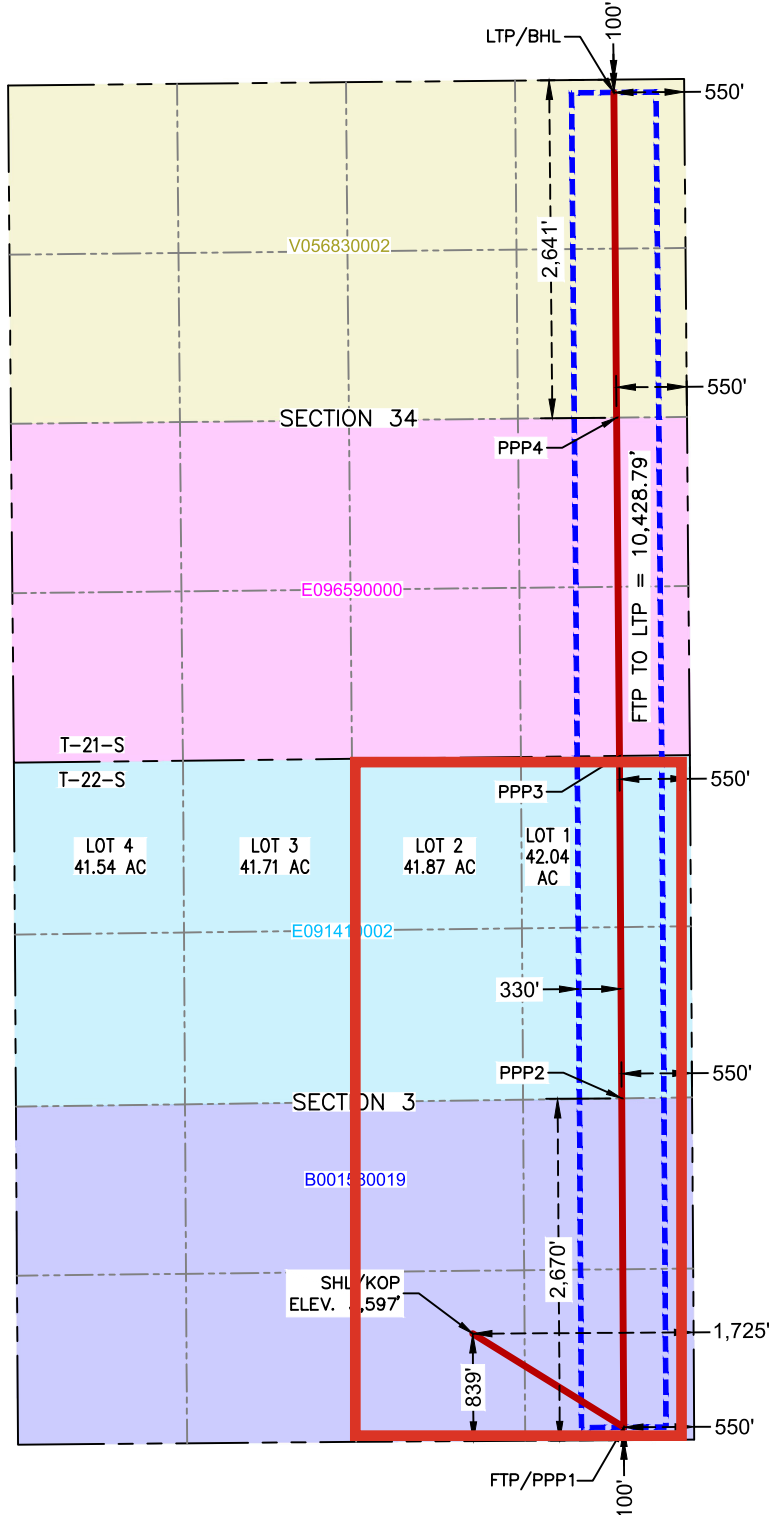 100'
LTP/BHL
550'
V056830002
2,641'
550'
SECTION 34
PPP4
FTP TO LTP = 10,428.79'
E096590000
T-21-S
T-22-S
PPP3
550'
LOT 4
41.54 AC
LOT 3
41.71 AC
LOT 2
41.87 AC
LOT 1
42.04
AC
E091410002
330'
PPP2
550'
SECTION 3
2,670'
SHL/KOP
ELEV.
1,725'
839'
550'
FTP/PPP1
100'